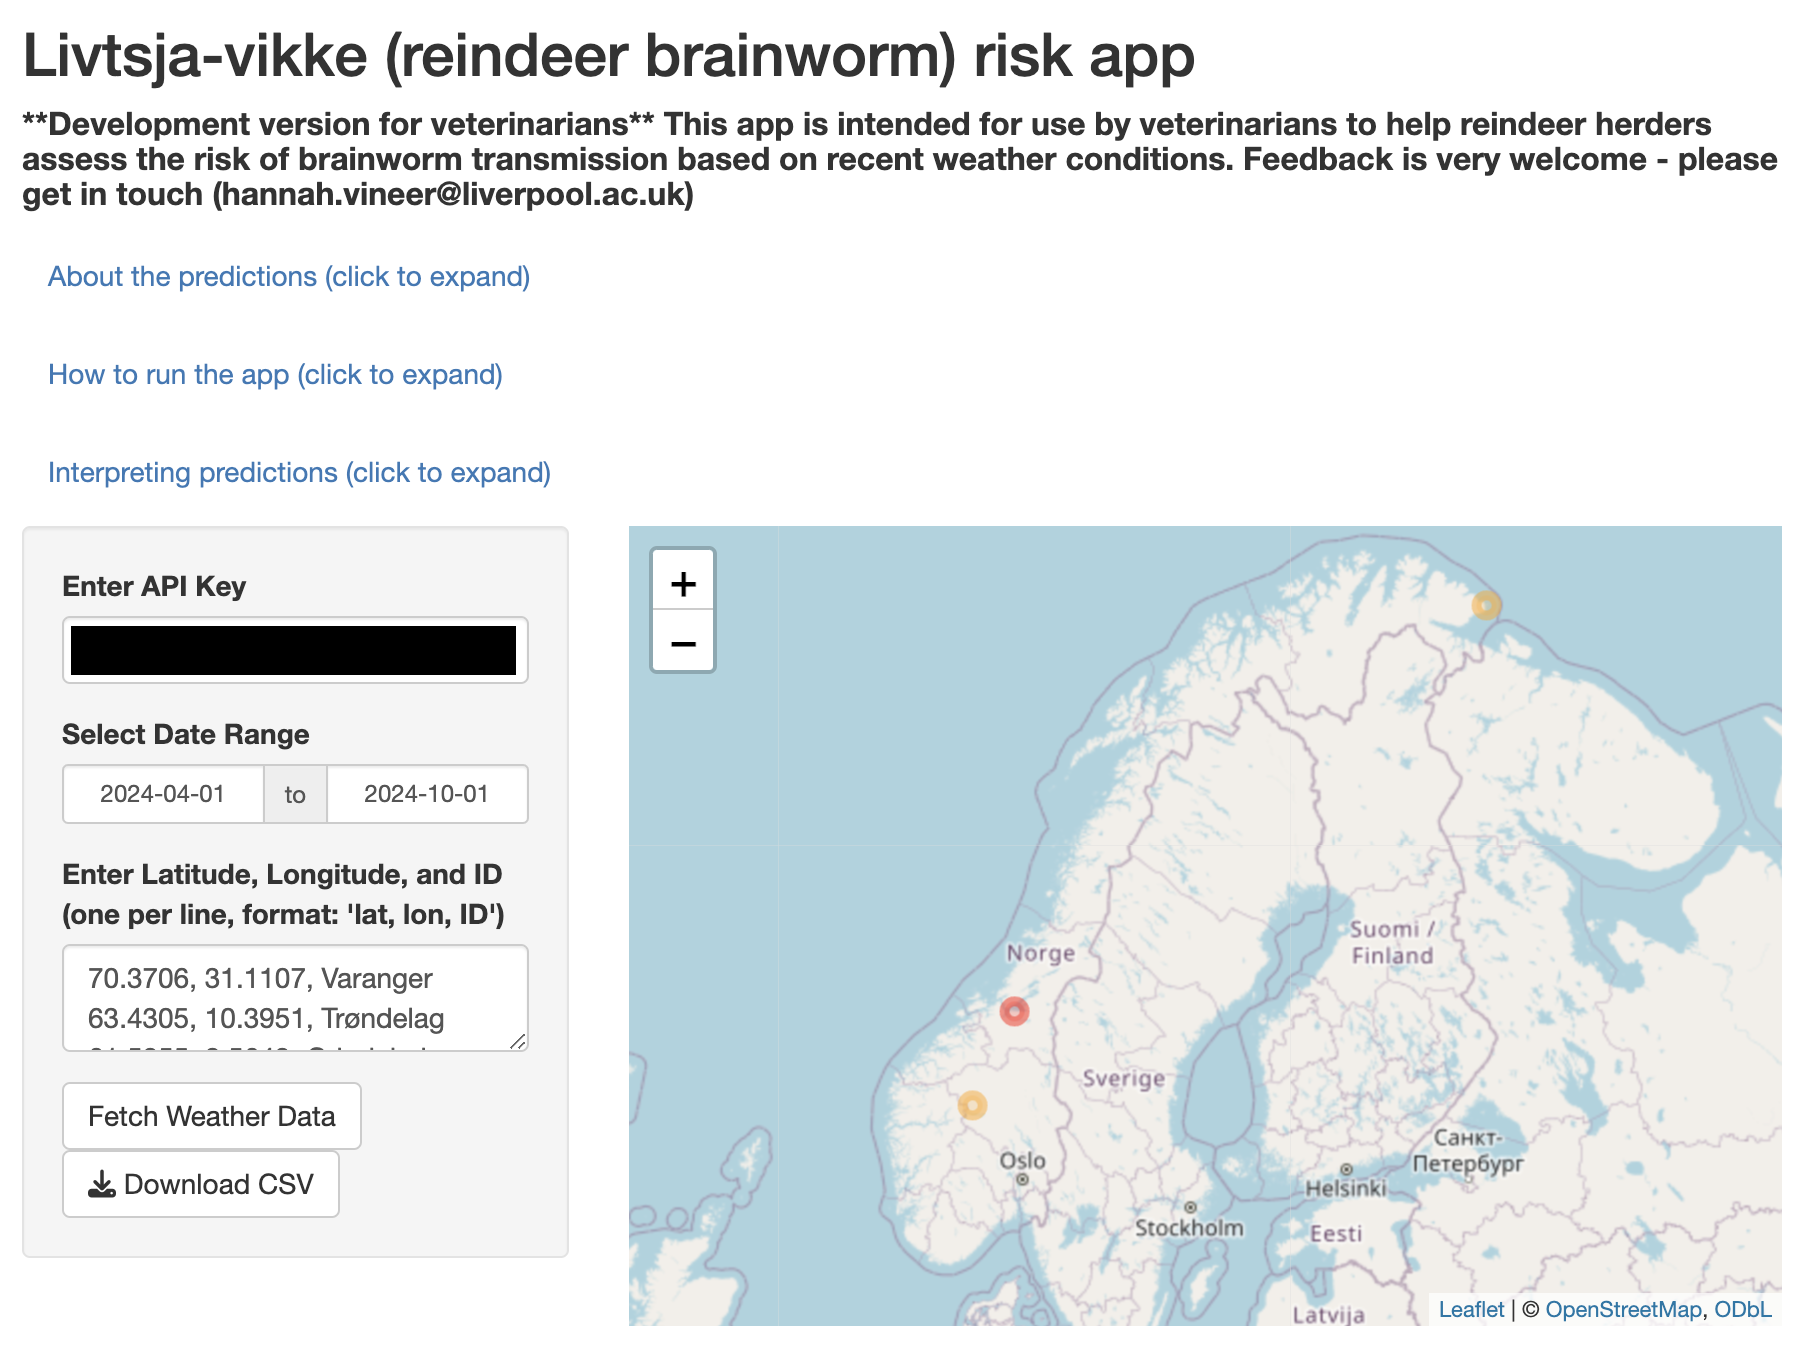 Livtsja-vikke (reindeer brainworm) risk app
**Development version for veterinarians** This app is intended for use by veterinarians to help reindeer herders
assess the risk of brainworm transmission based on recent weather conditions. Feedback is very welcome - please
get in touch (hannah.vineer@liverpool.ac.uk)
About the predictions (click to expand)
How to run the app (click to expand)
Interpreting predictions (click to expand)
Enter API Key
Select Date Range
2024-04-01 to 2024-10-01
Enter Latitude, Longitude, and ID
(one per line, format: 'lat, lon, ID')
70.3706, 31.1107, Varanger
63.4305, 10.3951, Trøndelag
Fetch Weather Data
Download CSV
+
−
Norge
Suomi /
Finland
Sverige
Oslo
Санкт-
Петербург
Helsinki
Stockholm
Eesti
Latvija
Leaflet | © OpenStreetMap, ODbL